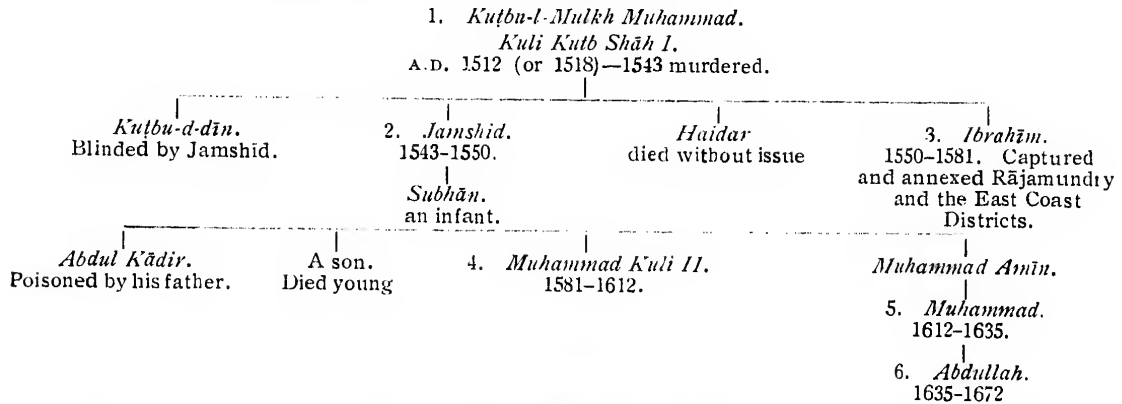 1. Kuṭbu-l-Mulkh Muhammad.
Kuli Kutb Shāh I.
A.D. 1512 (or 1518)—1543 murdered.
Kuṭbu-d-dīn.
Blinded by Jamshīd.
2. Jamshid.
1543-1550.
Subhān.
an infant.
Haidar
died without issue
3. Ibrahīm.
1550-1581. Captured
and annexed Rājamundry
and the East Coast
Districts.
Abdul Kādir.
Poisoned by his father.
A son.
Died young
4. Muhammad Kuli II.
1581-1612.
Muhammad Amīn.
5. Muhammad.
1612-1635.
6. Abdullah.
1635-1672